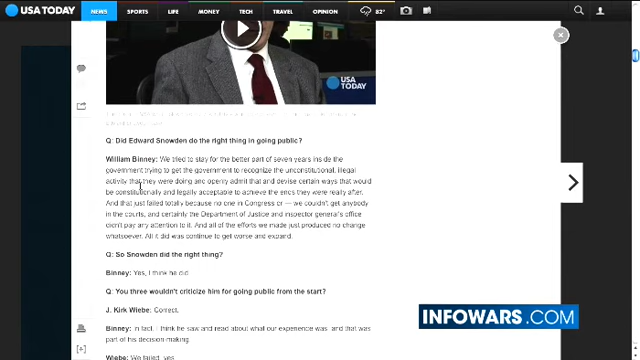 USA TODAY NEWS SPORTS LIFE MONEY TECH TRAVEL OPINION 82°
USA
TODAY
Q: Did Edward Snowden do the right thing in going public?
William Binney: We tried to stay for the better part of seven years inside the
government trying to get the government to recognize the unconstitutional, illegal
activity that they were doing and openly admit that and devise certain ways that would
be constitutionally and legally acceptable to achieve the ends they were really after.
And that just failed totally because no one in Congress or — we couldn't get anybody
in the courts, and certainly the Department of Justice and inspector general's office
didn't pay any attention to it. And all of the efforts we made just produced no change
whatsoever. All it did was continue to get worse and expand.
Q: So Snowden did the right thing?
Binney: Yes, I think he did.
Q: You three wouldn't criticize him for going public from the start?
J. Kirk Wiebe: Correct.
Binney: In fact, I think he saw and read about what our experience was, and that was
part of his decision-making.
Wiebe: We failed, yes.
INFOWARS.COM